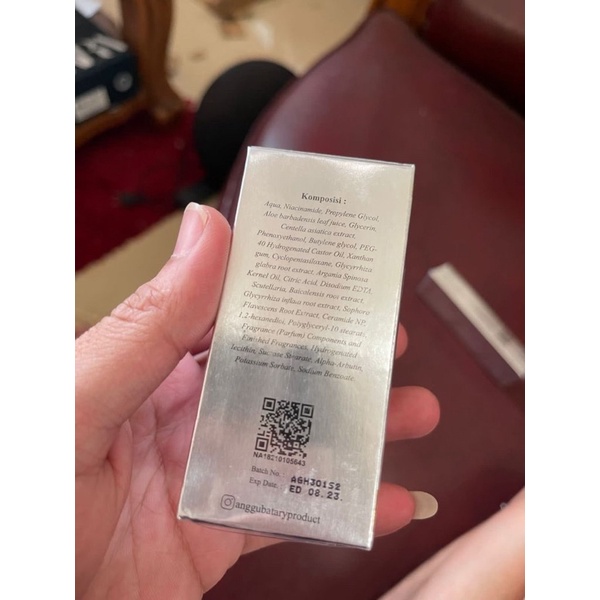 Komposisi :
Aqua, Niacinamide, Propylene Glycol,
Aloe barbadensis leaf juice, Glycerin,
Centella asiatica extract,
Phenoxyethanol, Butylene glycol, PEG-
40 Hydrogenated Castor Oil, Xanthan
gum, Cyclopentasiloxane, Glycyrrhiza
glabra root extract, Argania Spinosa
Kernel Oil, Citric Acid, Disodium EDTA,
Scutellaria, Baicolensis root extract,
Glycyrrhiza inflata root extract, Sophora
Flavescens Root Extract, Ceramide NP,
1,2-hexanediso, Polyglyceryl-10 stearate,
Fragrance (Parfum) Components and
Finished Fragrances, Hydrogenated
Lecithin, Sucrose Stearate, Alpha-Arbutin,
Potassium Sorbate, Sodium Benzoate.
NA18210105643
Batch No. A6H301S2
Exp Date. ED 08.23.
anggubataryproduct